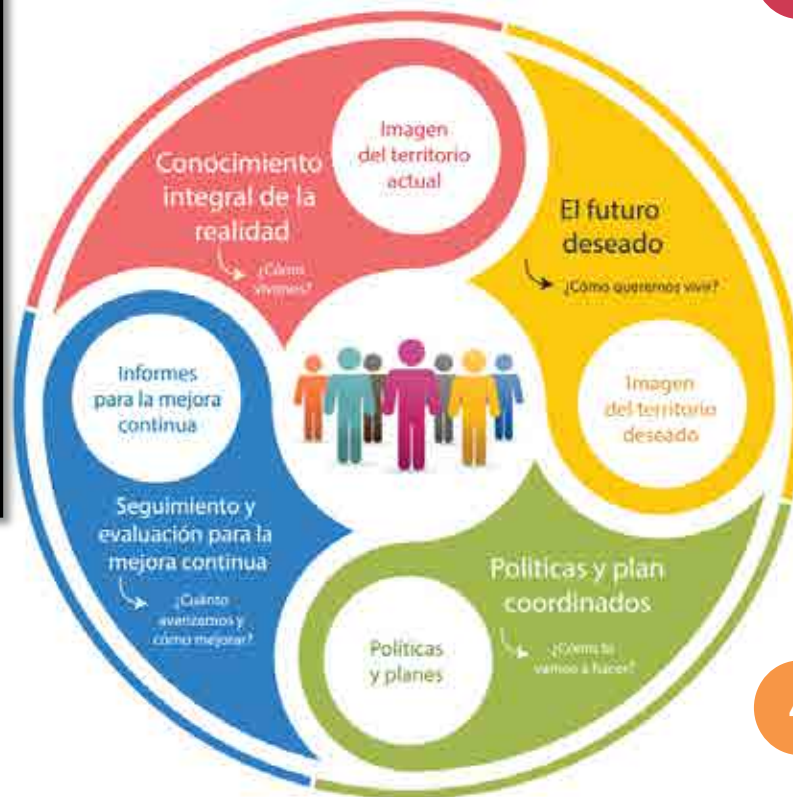 Imagen
del territorio
actual
Conocimiento
integral de la
realidad
¿Cómo
vivimos?
El futuro
deseado
¿Cómo queremos vivir?
Imagen
del territorio
deseado
Políticas y plan
coordinados
¿Cómo lo
vamos a hacer?
Políticas
y planes
Seguimiento y
evaluación para la
mejora continua
¿Cuánto
avanzamos y
cómo mejorar?
Informes
para la mejora
continua